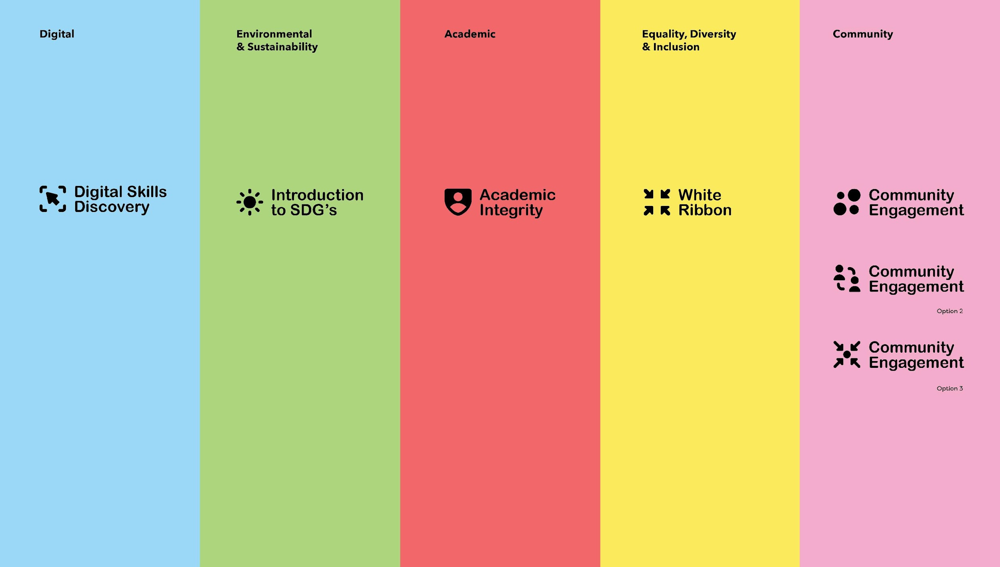 Digital
Environmental
& Sustainability
Academic
Equality, Diversity
& Inclusion
Community
Digital Skills
Discovery
Introduction
to SDG’s
Academic
Integrity
White
Ribbon
Community
Engagement
Community
Engagement
Option 2
Community
Engagement
Option 3